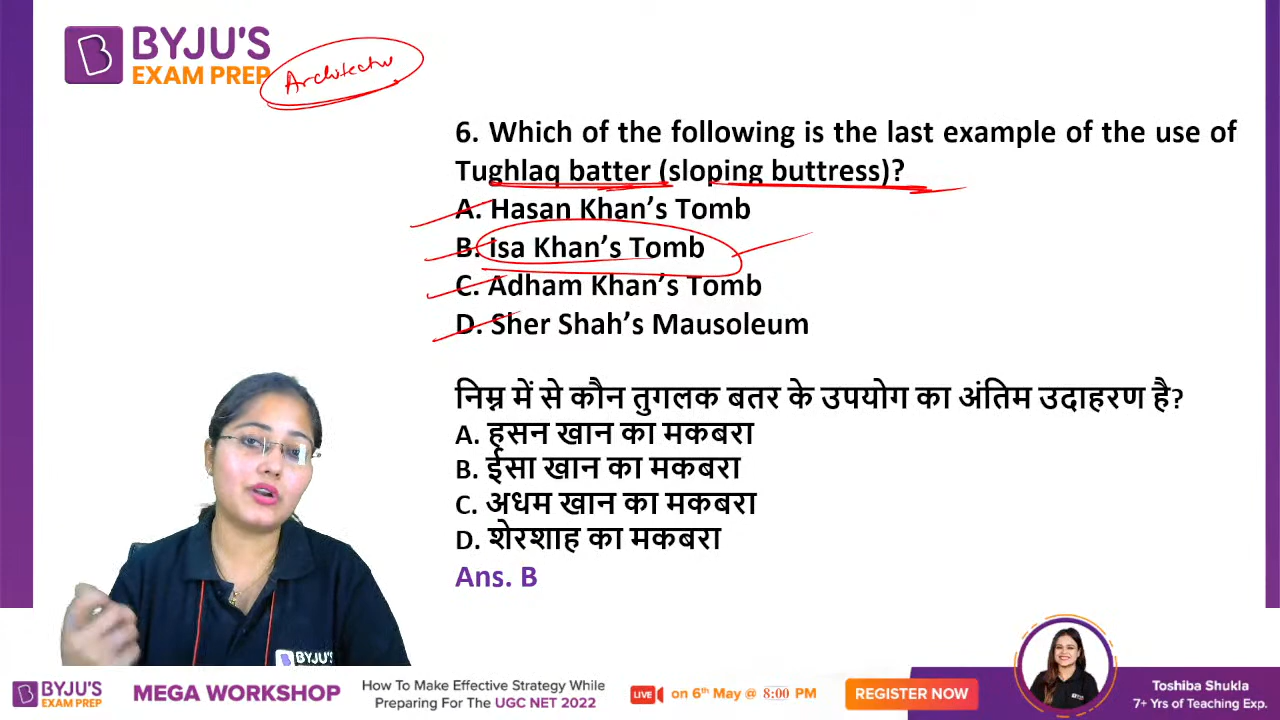 BYJU'S
EXAM PREP
Architectu
6. Which of the following is the last example of the use of
Tughlaq batter (sloping buttress)?
A. Hasan Khan's Tomb
B. Isa Khan's Tomb
C. Adham Khan's Tomb
D. Sher Shah's Mausoleum
निम्न में से कौन तुगलक बतर के उपयोग का अंतिम उदाहरण है?
A. हसन खान का मकबरा
B. ईसा खान का मकबरा
C. अधम खान का मकबरा
D. शेरशाह का मकबरा
Ans. B
BYJU'S
BYJU'S
EXAM PREP
MEGA WORKSHOP
How To Make Effective Strategy While
Preparing For The UGC NET 2022
LIVE on 6th May @ 8:00 PM
REGISTER NOW
Toshiba Shukla
7+ Yrs of Teaching Exp.